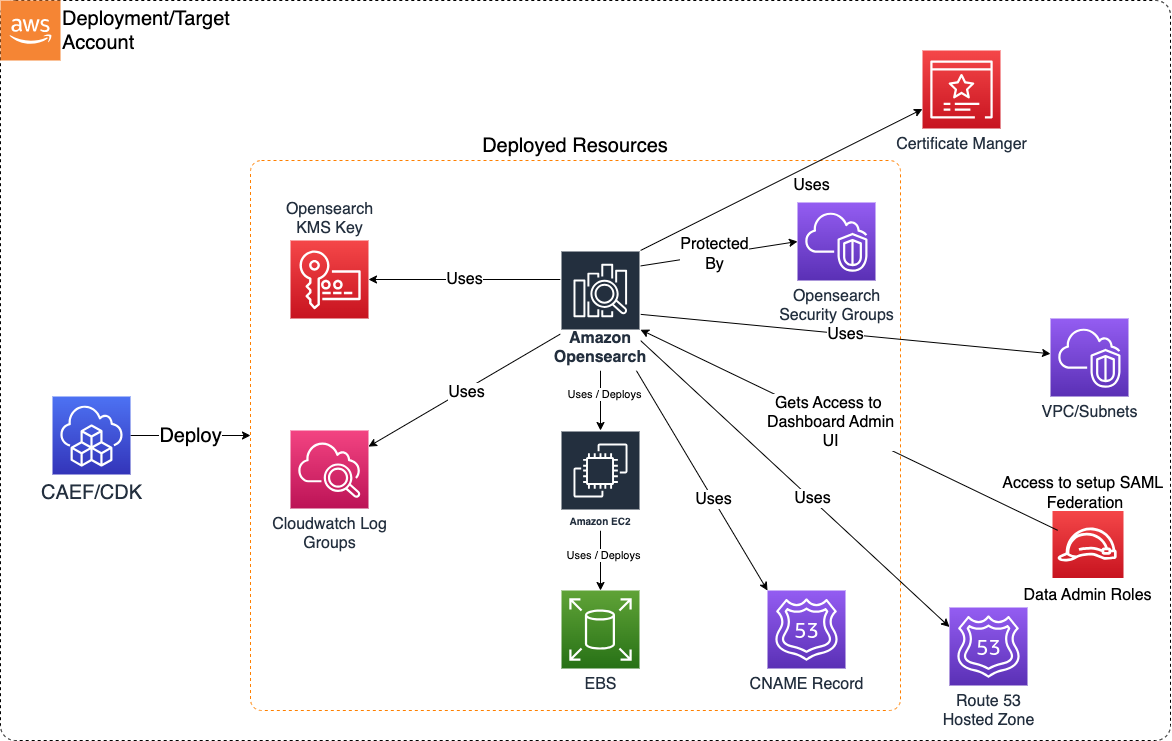 aws
Deployment/Target
Account
Certificate Manger
Deployed Resources
Uses
Opensearch
KMS Key
Protected
By
Uses
Opensearch
Security Groups
Uses
Amazon
Opensearch
VPC/Subnets
Uses
Uses / Deploys
Gets Access to
Dashboard Admin
UI
Deploy
CAEF/CDK
Access to setup SAML
Federation
Uses
Uses
Cloudwatch Log
Groups
Amazon EC2
Uses / Deploys
Data Admin Roles
53
53
EBS
CNAME Record
Route 53
Hosted Zone